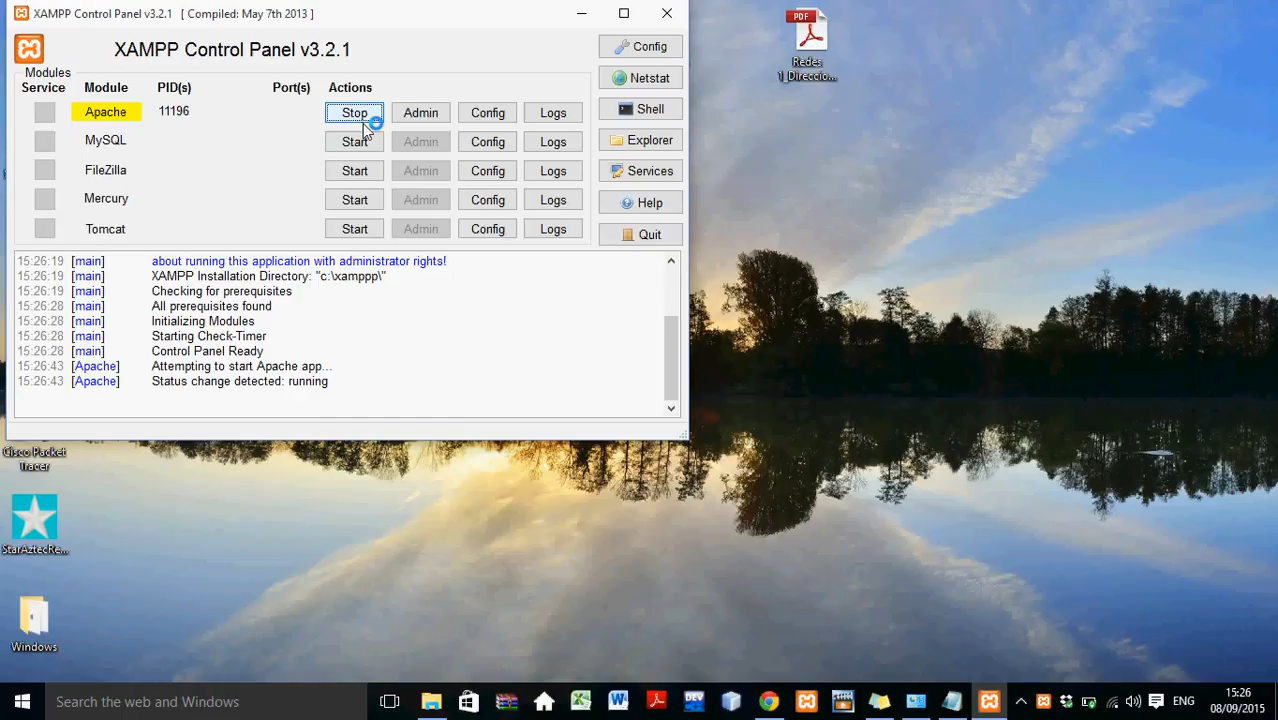 XAMPP Control Panel v3.2.1 [ Compiled: May 7th 2013 ]
XAMPP Control Panel v3.2.1
Config
Modules
Service Module PID(s) Port(s) Actions
Netstat
Apache 11196 Stop Admin Config Logs
Shell
MySQL Start Admin Config Logs
Explorer
FileZilla Start Admin Config Logs
Services
Mercury Start Admin Config Logs
Help
Tomcat Start Admin Config Logs
Quit
15:26:19 [main] about running this application with administrator rights!
15:26:19 [main] XAMPP Installation Directory: "c:\xamppp\"
15:26:19 [main] Checking for prerequisites
15:26:28 [main] All prerequisites found
15:26:28 [main] Initializing Modules
15:26:28 [main] Starting Check-Timer
15:26:28 [main] Control Panel Ready
15:26:43 [Apache] Attempting to start Apache app...
15:26:43 [Apache] Status change detected: running
PDF
Redes
1_Direccio...
Cisco Packet
Tracer
StarAztecRe...
Windows
Search the web and Windows
DEV
ENG
15:26
08/09/2015